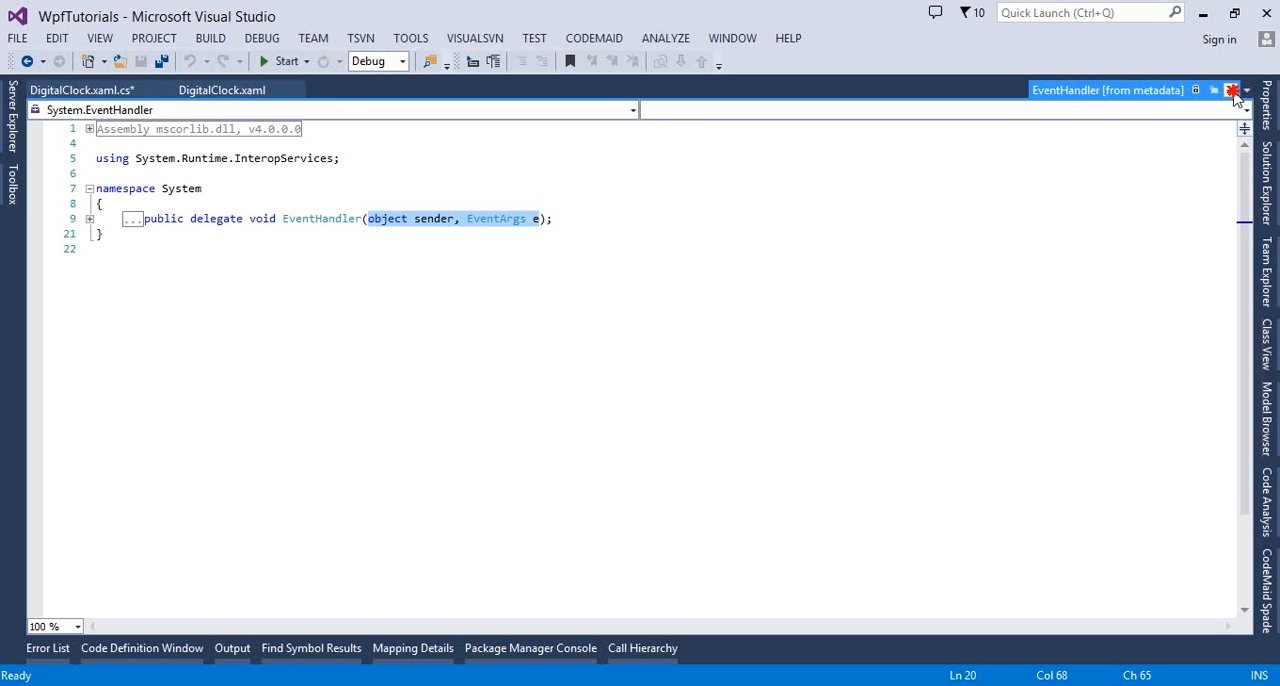 WpfTutorials - Microsoft Visual Studio
10
Quick Launch (Ctrl+Q)
FILE EDIT VIEW PROJECT BUILD DEBUG TEAM TSVN TOOLS VISUALSVN TEST CODEMAID ANALYZE WINDOW HELP
Sign in
Start
Debug
DigitalClock.xaml.cs*
DigitalClock.xaml
EventHandler [from metadata]
System.EventHandler
1 Assembly mscorlib.dll, v4.0.0.0
4
5 using System.Runtime.InteropServices;
6
7 namespace System
8 {
9 ...public delegate void EventHandler(object sender, EventArgs e);
21 }
22
Server Explorer
Toolbox
Properties
Solution Explorer
Team Explorer
Class View
Model Browser
Code Analysis
CodeMaid Spade
100 %
Error List Code Definition Window Output Find Symbol Results Mapping Details Package Manager Console Call Hierarchy
Ready
Ln 20
Col 68
Ch 65
INS